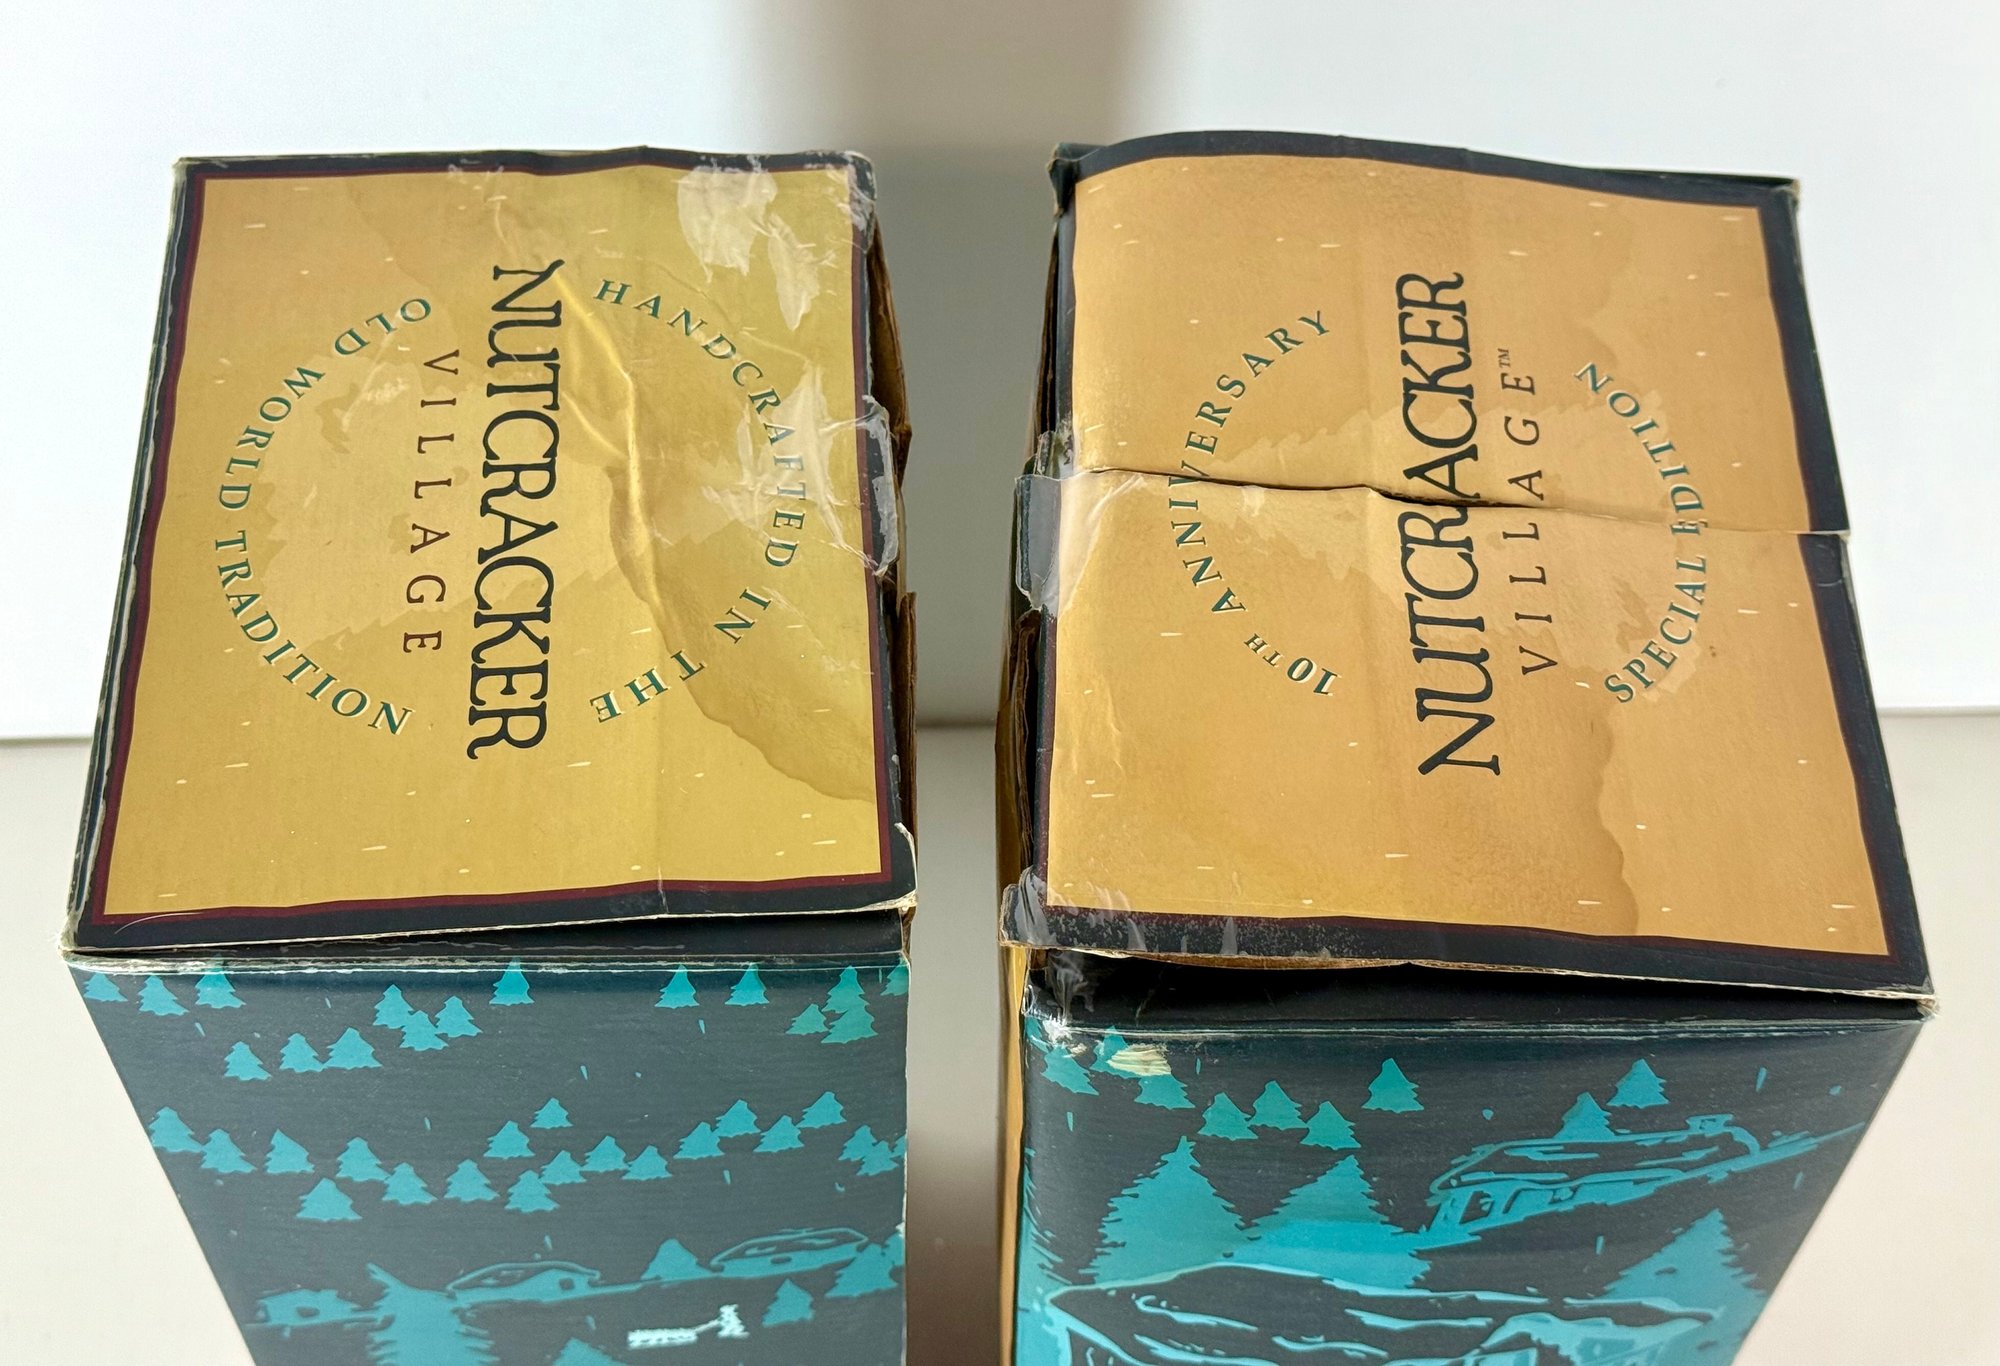 HANDCRAFTED IN THE
NUTCRACKER
VILLAGE
OLD WORLD TRADITION
10TH ANNIVERSARY
NUTCRACKER
VILLAGE™
SPECIAL EDITION